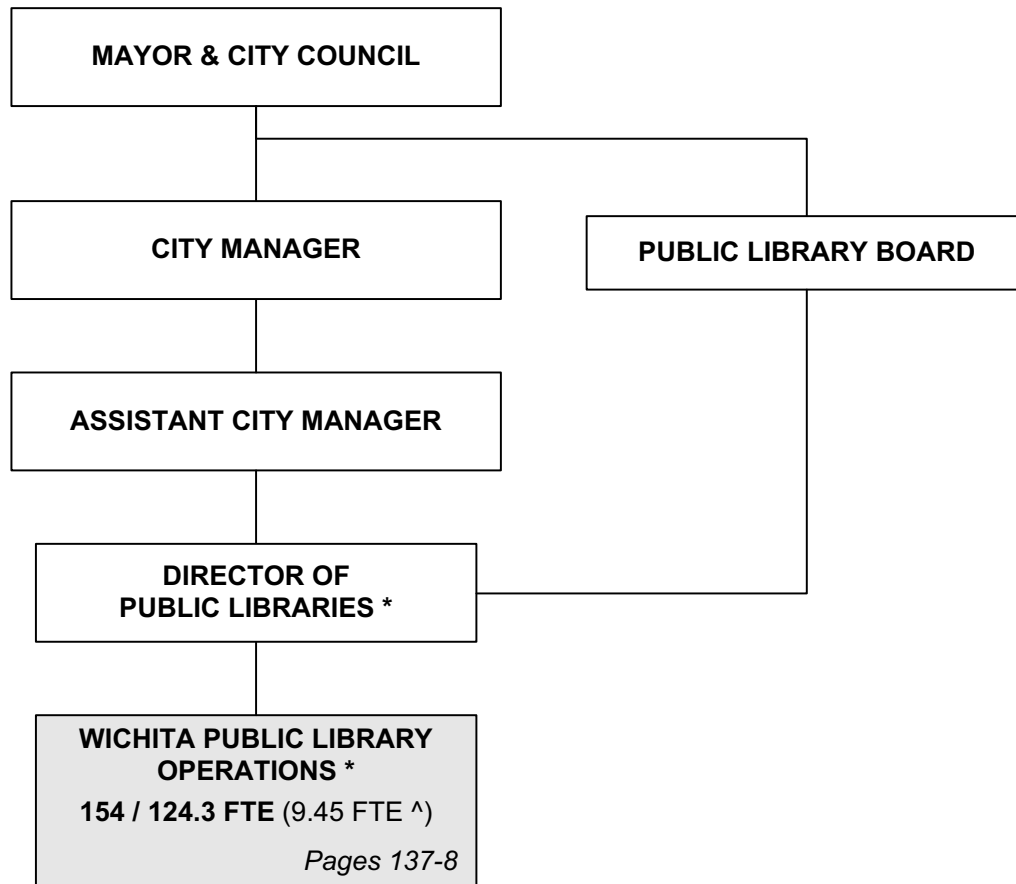 MAYOR & CITY COUNCIL
CITY MANAGER
PUBLIC LIBRARY BOARD
ASSISTANT CITY MANAGER
DIRECTOR OF
PUBLIC LIBRARIES *
WICHITA PUBLIC LIBRARY
OPERATIONS *
154 / 124.3 FTE (9.45 FTE ^)
Pages 137-8